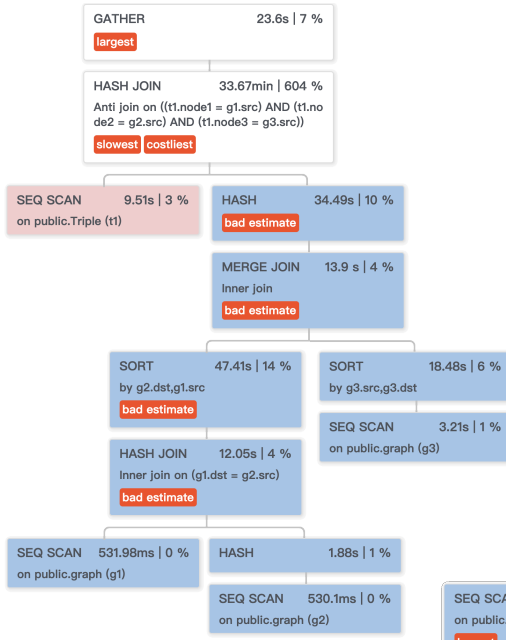 GATHER 23.6s | 7 %
largest
HASH JOIN 33.67min | 604 %
Anti join on ((t1.node1 = g1.src) AND (t1.no
de2 = g2.src) AND (t1.node3 = g3.src))
slowest costliest
SEQ SCAN 9.51s | 3 %
on public.Triple (t1)
HASH 34.49s | 10 %
bad estimate
MERGE JOIN 13.9 s | 4 %
Inner join
bad estimate
SORT 47.41s | 14 %
by g2.dst,g1.src
bad estimate
SORT 18.48s | 6 %
by g3.src,g3.dst
SEQ SCAN 3.21s | 1 %
on public.graph (g3)
HASH JOIN 12.05s | 4 %
Inner join on (g1.dst = g2.src)
bad estimate
SEQ SCAN 531.98ms | 0 %
on public.graph (g1)
HASH 1.88s | 1 %
SEQ SCAN 530.1ms | 0 %
on public.graph (g2)
SEQ SCA
on public.